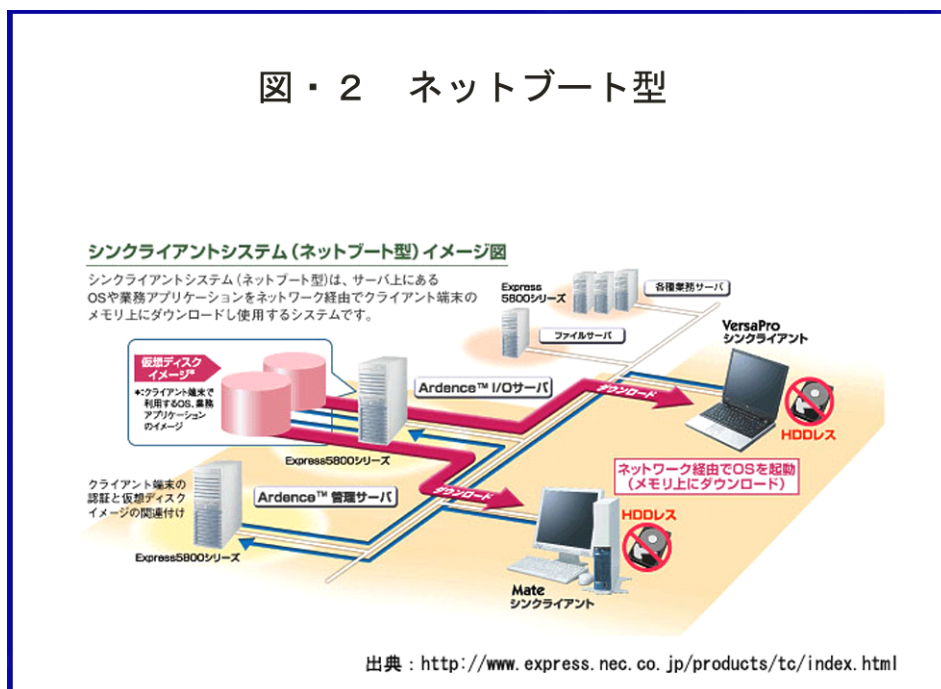 図・２　ネットブート型
シンクライアントシステム（ネットブート型）イメージ図
シンクライアントシステム（ネットブート型）は、サーバ上にある
OSや業務アプリケーションをネットワーク経由でクライアント端末の
メモリ上にダウンロードし使用するシステムです。
Express
5800シリーズ
各種業務サーバ
ファイルサーバ
VersaPro
シンクライアント
仮想ディスク
イメージ*
*:クライアント端末で
利用するOS、業務
アプリケーション
のイメージ
Ardence™ I/Oサーバ
ダウンロード
HDDレス
Express5800シリーズ
ネットワーク経由でOSを起動
（メモリ上にダウンロード）
クライアント端末の
認証と仮想ディスク
イメージの関連付け
Ardence™ 管理サーバ
ダウンロード
HDDレス
Express5800シリーズ
Mate
シンクライアント
出典：http://www.express.nec.co.jp/products/tc/index.html